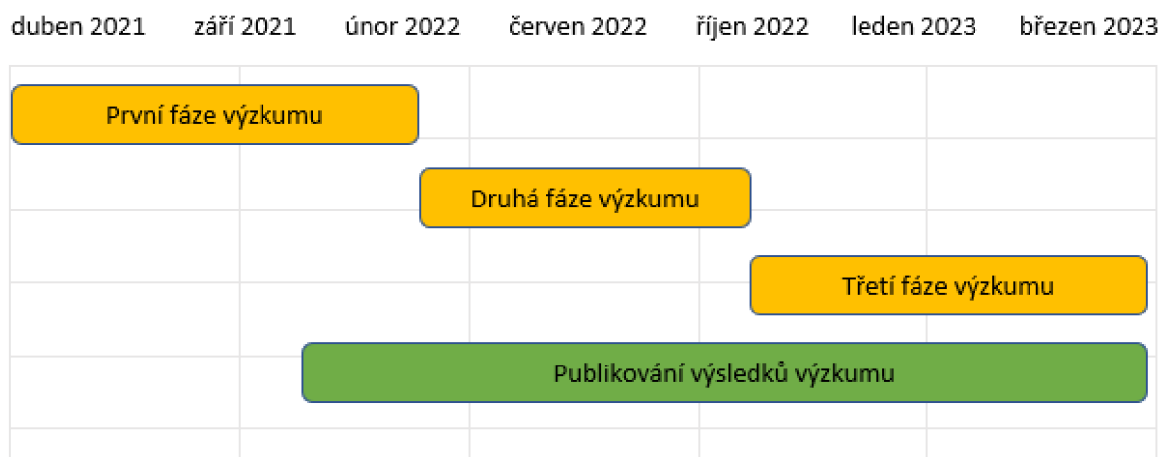 duben 2021 září 2021 únor 2022 červen 2022 říjen 2022 leden 2023 březen 2023
První fáze výzkumu
Druhá fáze výzkumu
Třetí fáze výzkumu
Publikování výsledků výzkumu